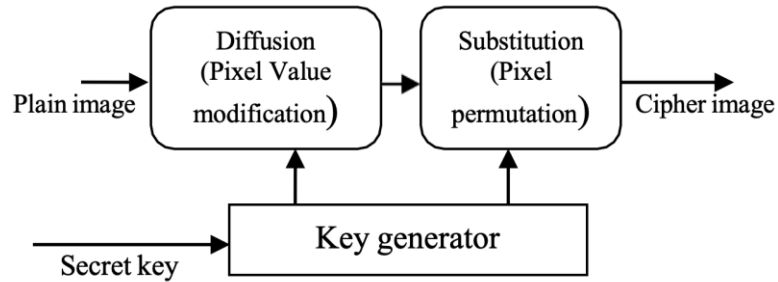 Diffusion
(Pixel Value
modification)
Substitution
(Pixel
permutation)
Plain image
Cipher image
Key generator
Secret key